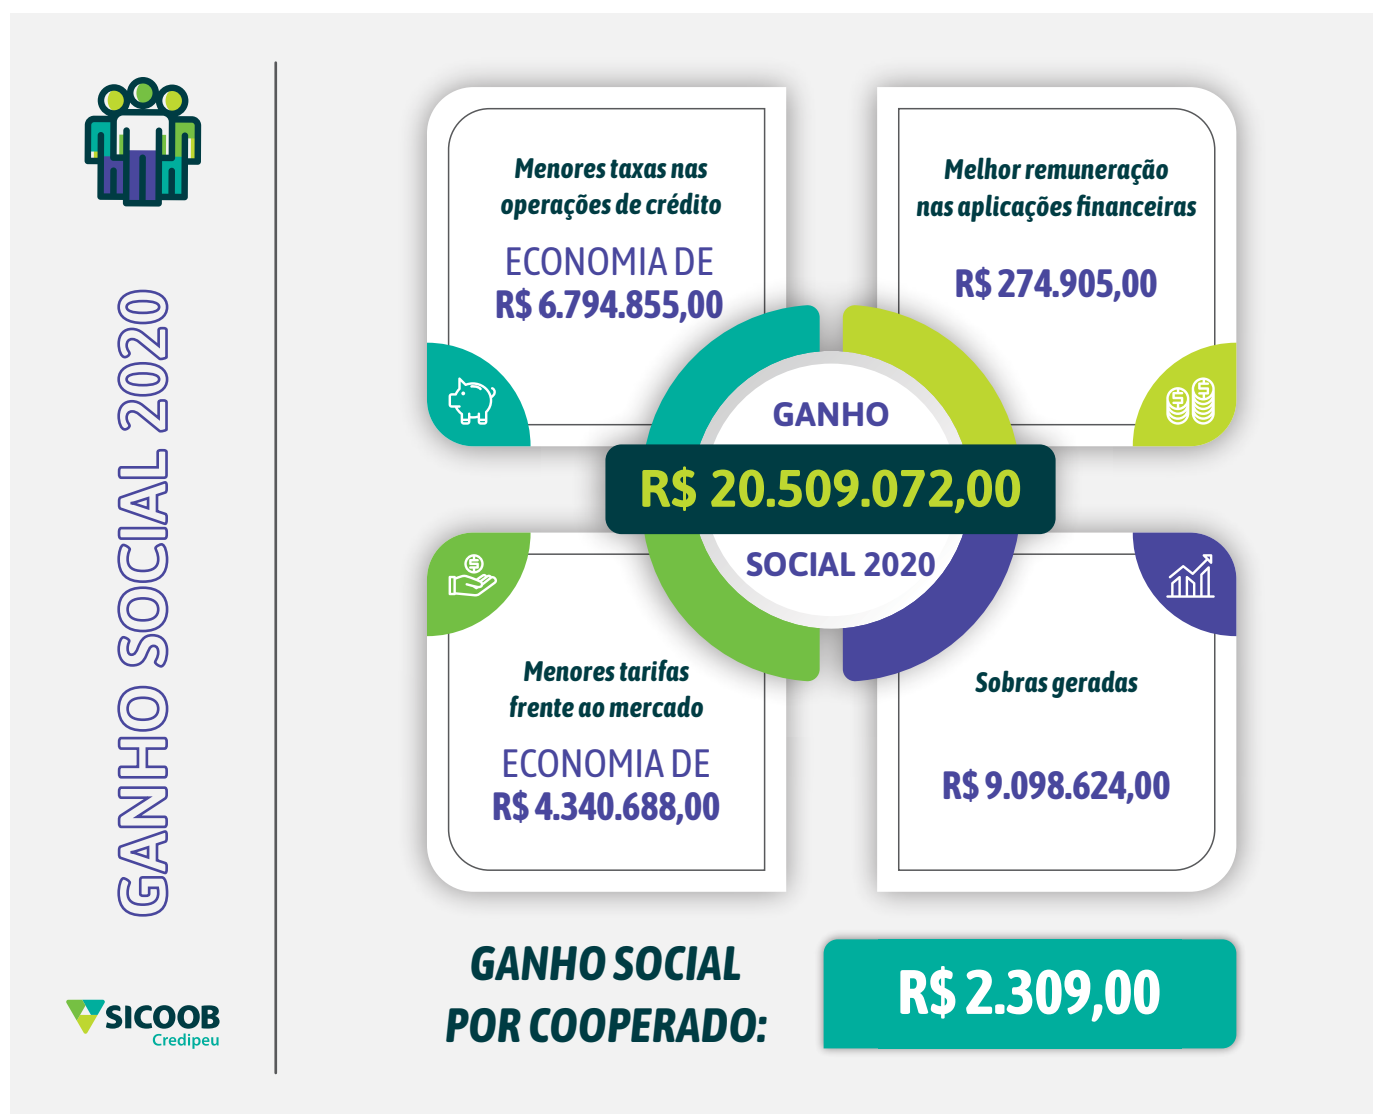 GANHO SOCIAL 2020
SICOOB
Credipeu
Menores taxas nas
operações de crédito
ECONOMIA DE
R$ 6.794.855,00
Melhor remuneração
nas aplicações financeiras
R$ 274.905,00
GANHO
R$ 20.509.072,00
SOCIAL 2020
Menores tarifas
frente ao mercado
ECONOMIA DE
R$ 4.340.688,00
Sobras geradas
R$ 9.098.624,00
GANHO SOCIAL
POR COOPERADO:
R$ 2.309,00